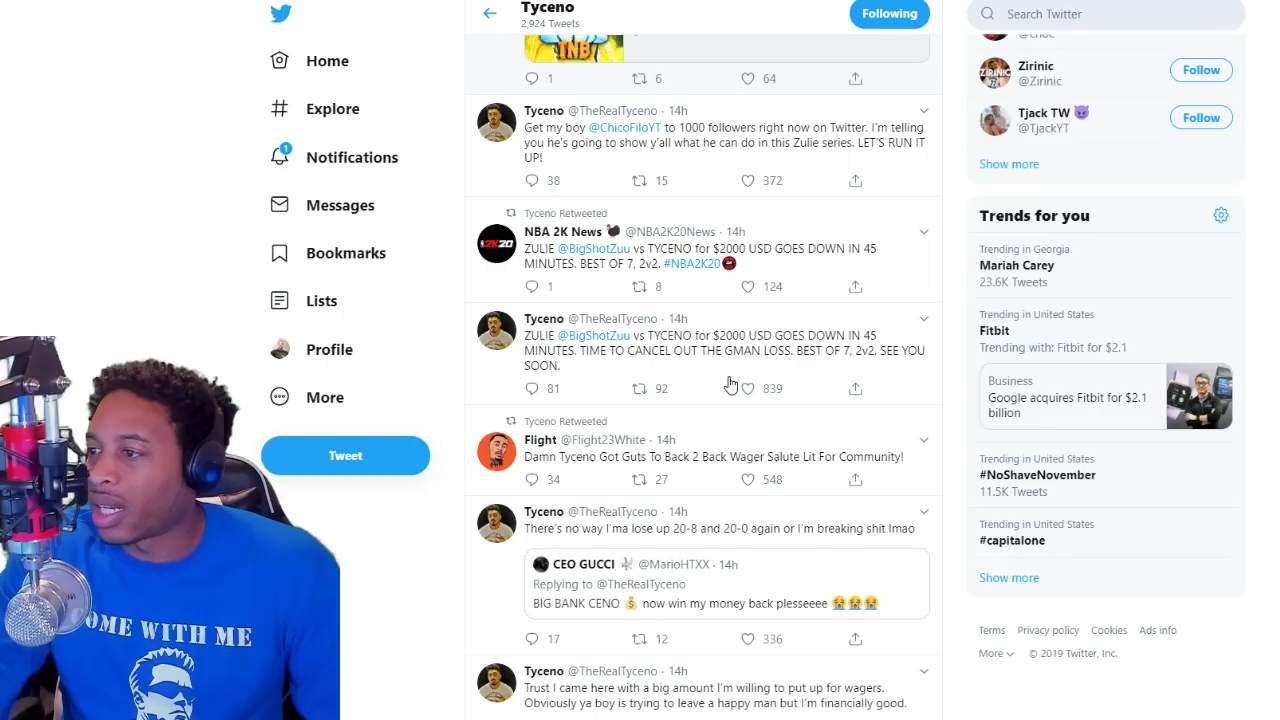 Home
Explore
1
Notifications
Messages
Bookmarks
Lists
Profile
More
Tweet
OME WITH ME
Tyceno
2,924 Tweets
Following
TNB
1 6 64
Tyceno @TheRealTyceno · 14h
Get my boy @ChicoFiloYT to 1000 followers right now on Twitter. I'm telling
you he's going to show y'all what he can do in this Zulie series. LET'S RUN IT
UP!
38 15 372
Tyceno Retweeted
NBA 2K News 🦃 @NBA2K20News · 14h
2K20
ZULIE @BigShotZuu vs TYCENO for $2000 USD GOES DOWN IN 45
MINUTES. BEST OF 7, 2v2. #NBA2K20
1 8 124
Tyceno @TheRealTyceno · 14h
ZULIE @BigShotZuu vs TYCENO for $2000 USD GOES DOWN IN 45
MINUTES. TIME TO CANCEL OUT THE GMAN LOSS. BEST OF 7, 2v2. SEE YOU
SOON.
81 92 839
Tyceno Retweeted
Flight @Flight23White · 14h
Damn Tyceno Got Guts To Back 2 Back Wager Salute Lit For Community!
34 27 548
Tyceno @TheRealTyceno · 14h
There's no way I'ma lose up 20-8 and 20-0 again or I'm breaking shit lmao
CEO GUCCI @MarioHTXX · 14h
Replying to @TheRealTyceno
BIG BANK CENO 💰 now win my money back plesseeee 😭😭😭
17 12 336
Tyceno @TheRealTyceno · 14h
Trust I came here with a big amount I'm willing to put up for wagers.
Obviously ya boy is trying to leave a happy man but I'm financially good.
Search Twitter
ZIRINIC
Zirinic
@Zirinic
Follow
Tjack TW 😈
@TjackYT
Follow
Show more
Trends for you
Trending in Georgia
Mariah Carey
23.6K Tweets
Trending in United States
Fitbit
Trending with: Fitbit for $2.1
Business
Google acquires Fitbit for $2.1
billion
Trending in United States
#NoShaveNovember
11.5K Tweets
Trending in United States
#capitalone
Show more
Terms Privacy policy Cookies Ads info
More © 2019 Twitter, Inc.